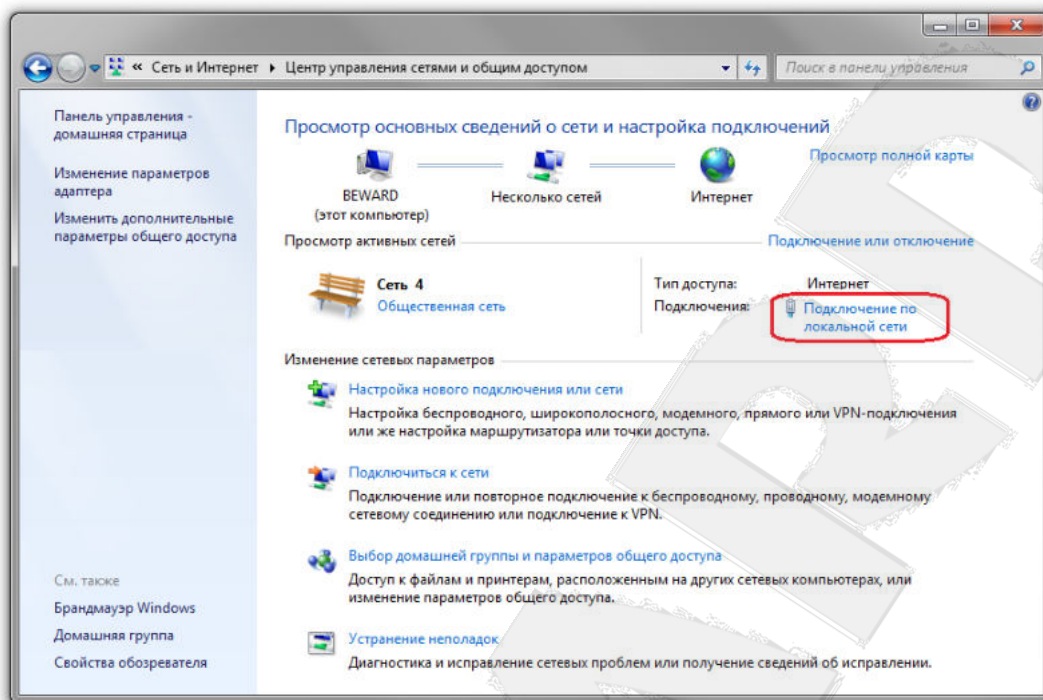 « Сеть и Интернет ▸ Центр управления сетями и общим доступом
Поиск в панели управления
Панель управления -
домашняя страница
Изменение параметров
адаптера
Изменить дополнительные
параметры общего доступа
См. также
Брандмауэр Windows
Домашняя группа
Свойства обозревателя
Просмотр основных сведений о сети и настройка подключений
Просмотр полной карты
BEWARD
(этот компьютер)
Несколько сетей
Интернет
Просмотр активных сетей
Подключение или отключение
Сеть 4
Общественная сеть
Тип доступа: Интернет
Подключения: Подключение по
локальной сети
Изменение сетевых параметров
Настройка нового подключения или сети
Настройка беспроводного, широкополосного, модемного, прямого или VPN-подключения
или же настройка маршрутизатора или точки доступа.
Подключиться к сети
Подключение или повторное подключение к беспроводному, проводному, модемному
сетевому соединению или подключение к VPN.
Выбор домашней группы и параметров общего доступа
Доступ к файлам и принтерам, расположенным на других сетевых компьютерах, или
изменение параметров общего доступа.
Устранение неполадок
Диагностика и исправление сетевых проблем или получение сведений об исправлении.